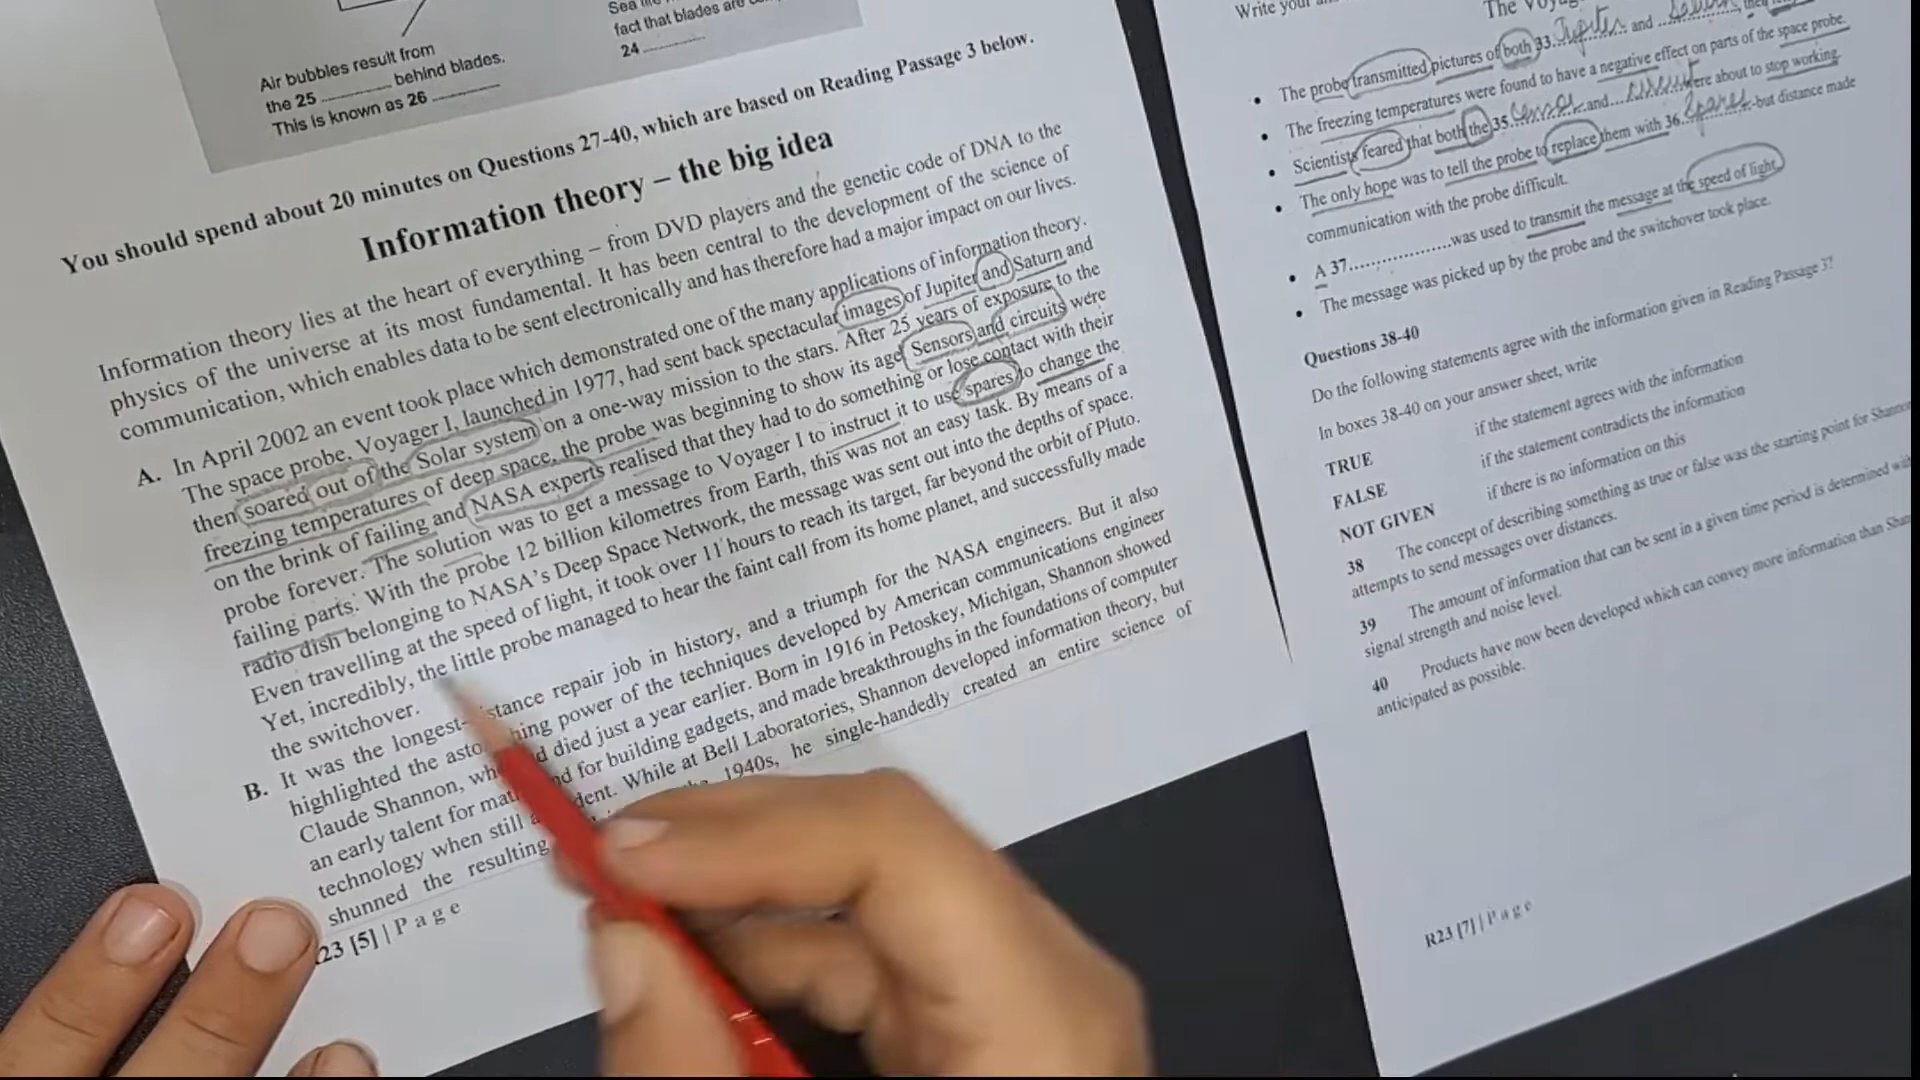 Air bubbles result from
the 25 behind blades.
This is known as 26
Sea
fact that blades are
24
You should spend about 20 minutes on Questions 27-40, which are based on Reading Passage 3 below.
Information theory – the big idea
Information theory lies at the heart of everything – from DVD players and the genetic code of DNA to the
physics of the universe at its most fundamental. It has been central to the development of the science of
communication, which enables data to be sent electronically and has therefore had a major impact on our lives.
A. In April 2002 an event took place which demonstrated one of the many applications of information theory.
The space probe, Voyager I, launched in 1977, had sent back spectacular images of Jupiter and Saturn and
then soared out of the Solar system on a one-way mission to the stars. After 25 years of exposure to the
freezing temperatures of deep space, the probe was beginning to show its age. Sensors and circuits were
on the brink of failing and NASA experts realised that they had to do something or lose contact with their
probe forever. The solution was to get a message to Voyager I to instruct it to use spares to change the
failing parts. With the probe 12 billion kilometres from Earth, this was not an easy task. By means of a
radio dish belonging to NASA's Deep Space Network, the message was sent out into the depths of space.
Even travelling at the speed of light, it took over 11 hours to reach its target, far beyond the orbit of Pluto.
Yet, incredibly, the little probe managed to hear the faint call from its home planet, and successfully made
the switchover.
B. It was the longest- repair job in history, and a triumph for the NASA engineers. But it also
highlighted the power of the techniques developed by American communications engineer
Claude Shannon, died just a year earlier. Born in 1916 in Petoskey, Michigan, Shannon showed
an early talent for for building gadgets, and made breakthroughs in the foundations of computer
technology when still While at Bell Laboratories, Shannon developed information theory, but
shunned the resulting 1940s, he single-handedly created an entire science of
23 [5] | P a g e
Write your
The
The probe transmitted pictures of both 33 Jupiter and
The freezing temperatures were found to have a negative effect on parts of the space probe.
Scientists feared that both the 35 and were about to stop working.
The only hope was to tell the probe to replace them with 36 Spares -but distance made
communication with the probe difficult.
A 37 was used to transmit the message at the speed of light.
The message was picked up by the probe and the switchover took place.
Questions 38-40
Do the following statements agree with the information given in Reading Passage 3?
In boxes 38-40 on your answer sheet, write
TRUE if the statement agrees with the information
FALSE if the statement contradicts the information
NOT GIVEN if there is no information on this
38 The concept of describing something as true or false was the starting point for
attempts to send messages over distances.
39 The amount of information that can be sent in a given time period is determined
signal strength and noise level.
40 Products have now been developed which can convey more information than
anticipated as possible.
R23 [7] | P a g e